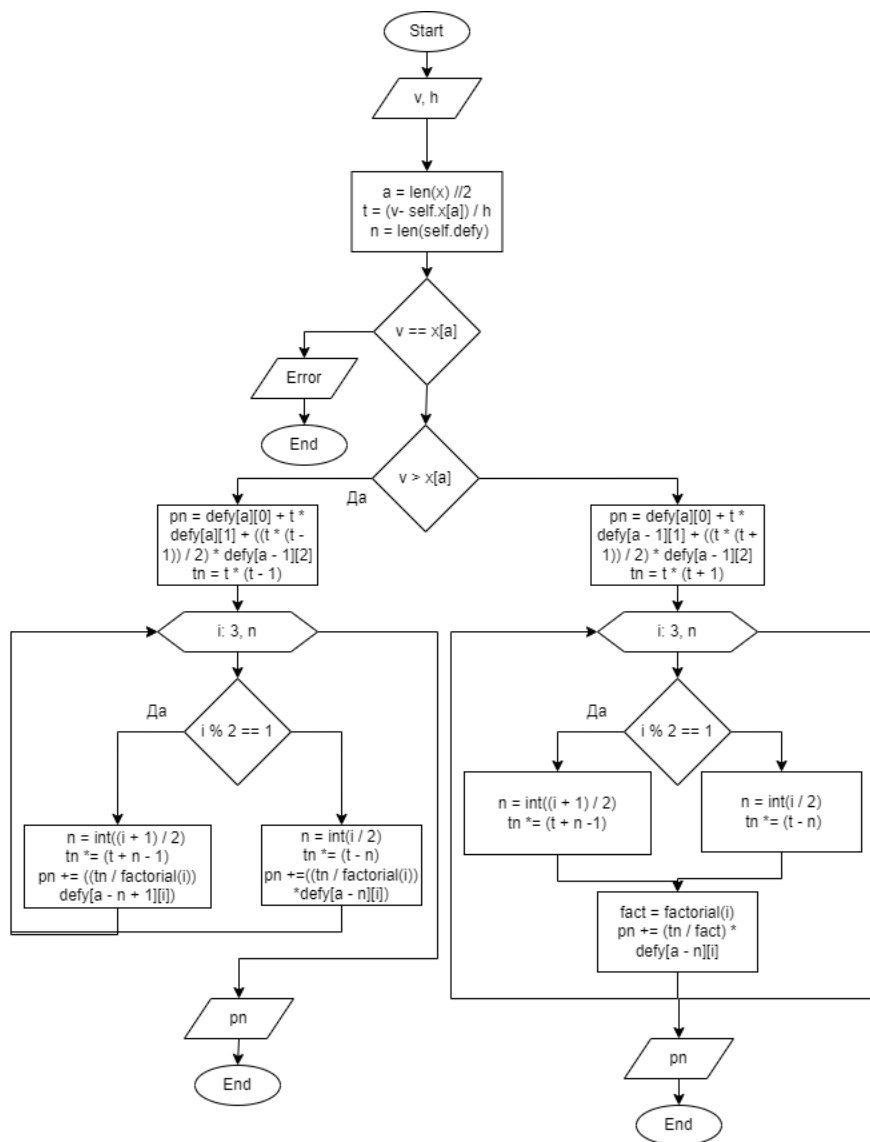 Start
v, h
a = len(x) //2
t = (v- self.x[a]) / h
n = len(self.defy)
v == x[a]
Error
End
v > x[a]
Да
pn = defy[a][0] + t *
defy[a][1] + ((t * (t -
1)) / 2) * defy[a - 1][2]
tn = t * (t - 1)
i: 3, n
Да
i % 2 == 1
n = int((i + 1) / 2)
tn *= (t + n - 1)
pn += ((tn / factorial(i))
defy[a - n + 1][i])
n = int(i / 2)
tn *= (t - n)
pn +=((tn / factorial(i))
*defy[a - n][i])
pn
End
pn = defy[a][0] + t *
defy[a - 1][1] + ((t * (t +
1)) / 2) * defy[a - 1][2]
tn = t * (t + 1)
i: 3, n
Да
i % 2 == 1
n = int((i + 1) / 2)
tn *= (t + n -1)
n = int(i / 2)
tn *= (t - n)
fact = factorial(i)
pn += (tn / fact) *
defy[a - n][i]
pn
End